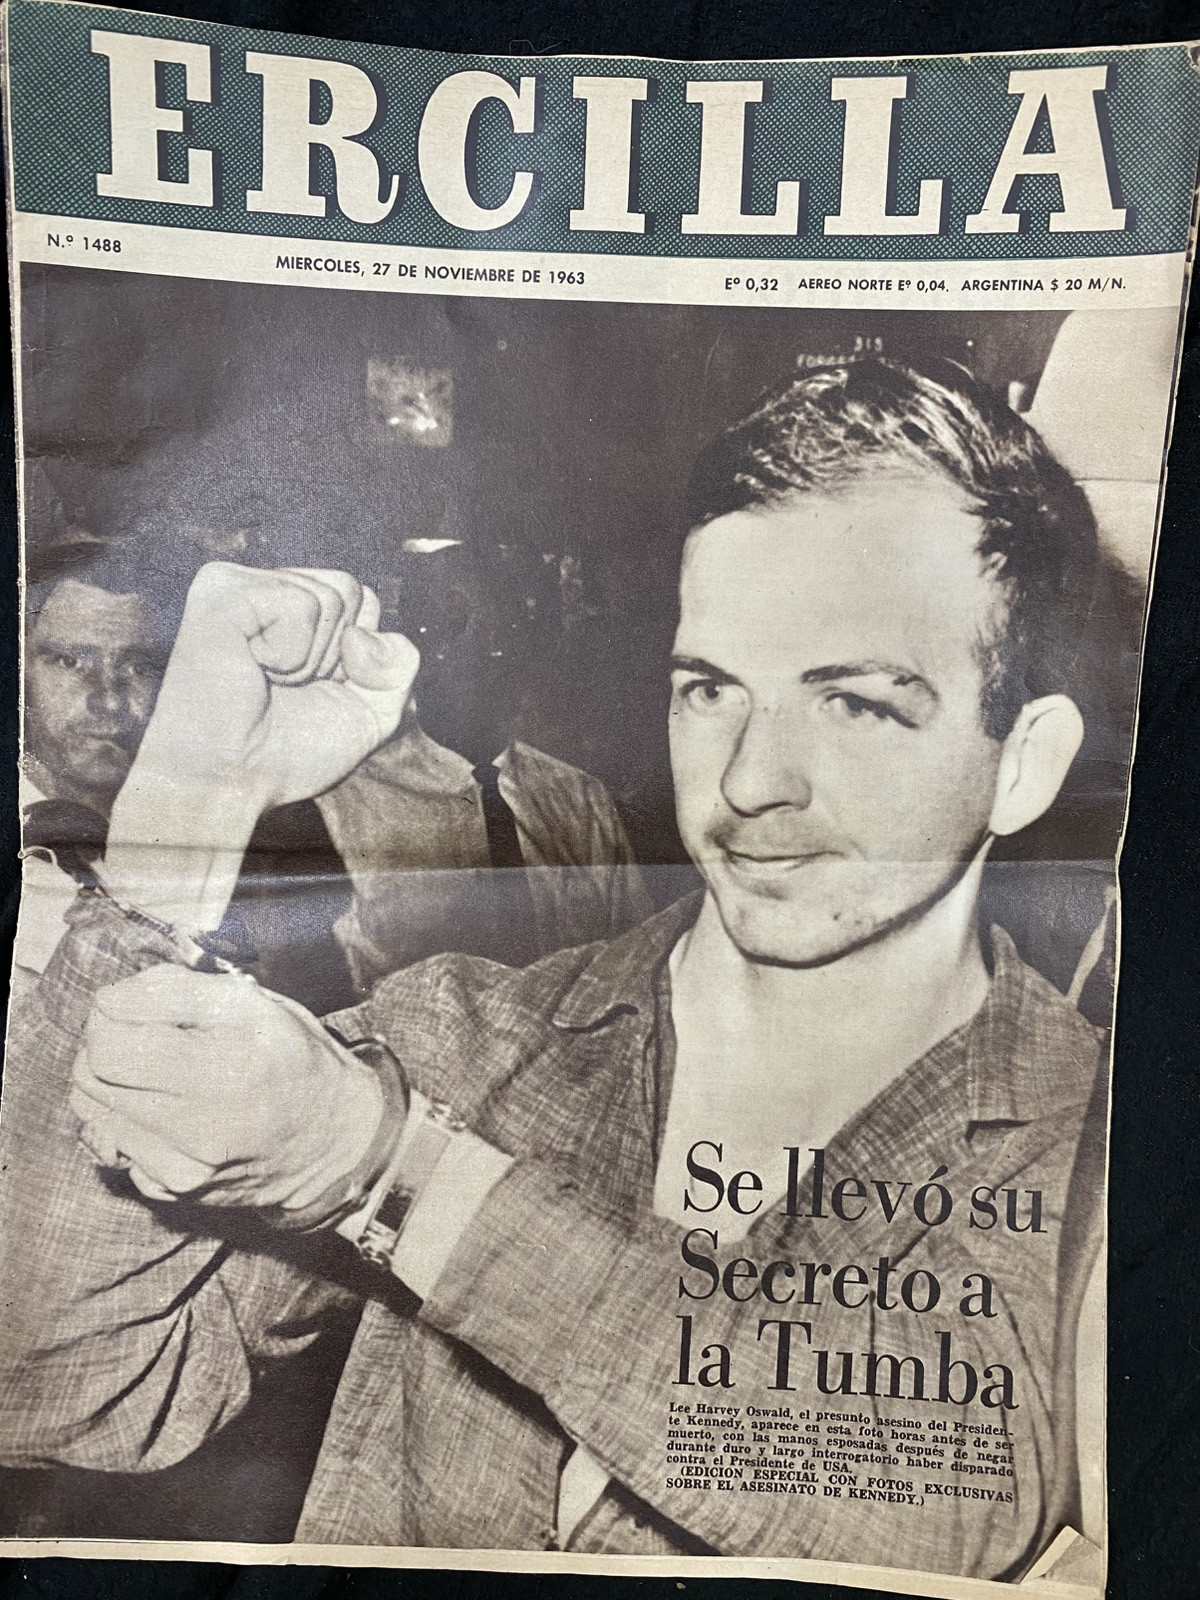 ERCILLA
N.º 1488
MIERCOLES, 27 DE NOVIEMBRE DE 1963
Eº 0,32 AEREO NORTE Eº 0,04. ARGENTINA $ 20 M/N.
Se llevó su
Secreto a
la Tumba
Lee Harvey Oswald, el presunto asesino del Presiden-
te Kennedy, aparece en esta foto horas antes de ser
muerto, con las manos esposadas después de negar
durante duro y largo interrogatorio haber disparado
contra el Presidente de USA.
(EDICION ESPECIAL CON FOTOS EXCLUSIVAS
SOBRE EL ASESINATO DE KENNEDY.)